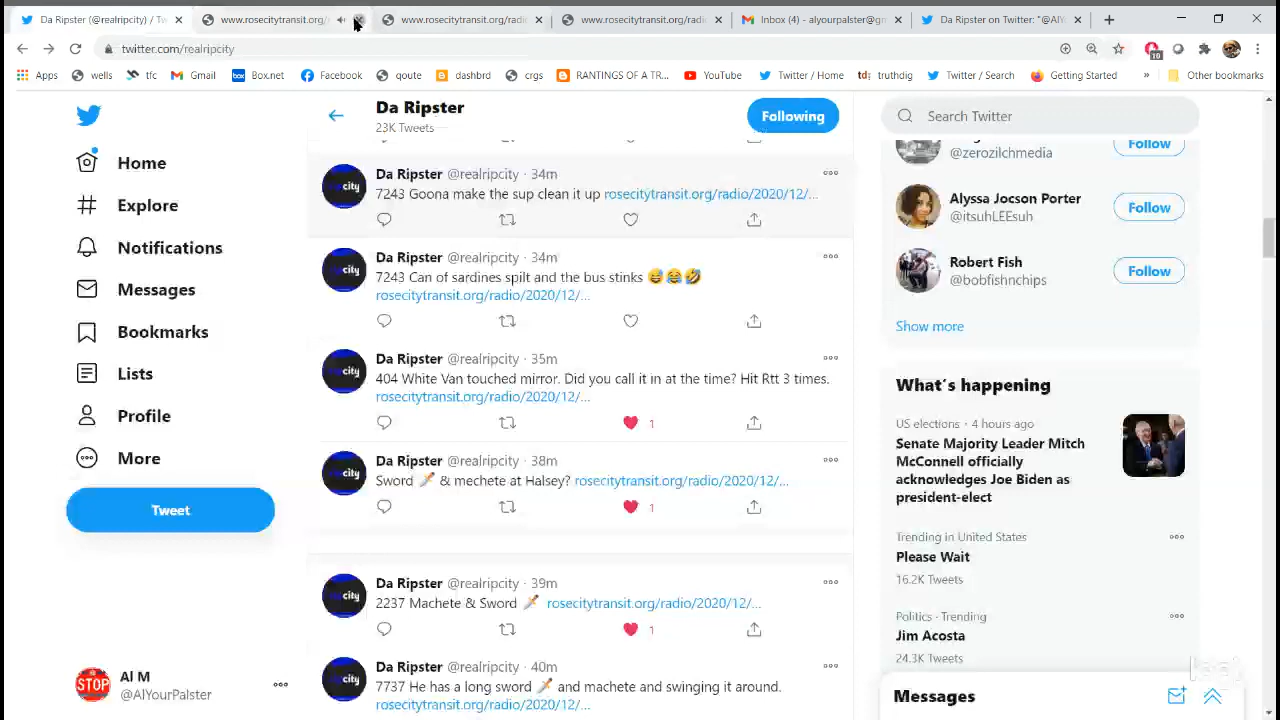 Da Ripster (@realripcity) / Tw
www.rosecitytransit.org/
www.rosecitytransit.org/radi
www.rosecitytransit.org/rad
Inbox (4) - alyourpalster@gm
Da Ripster on Twitter: "@AlYo
twitter.com/realripcity
10
Apps
wells
tfc
Gmail
box
Box.net
Facebook
qoute
dashbrd
crgs
RANTINGS OF A TR...
YouTube
Twitter / Home
td. truthdig
Twitter / Search
Getting Started
»
Other bookmarks
Home
Explore
Notifications
Messages
Bookmarks
Lists
Profile
More
Tweet
STOP
Al M
@AlYourPalster
Da Ripster
23K Tweets
Following
Da Ripster @realripcity · 34m
7243 Goona make the sup clean it up rosecitytransit.org/radio/2020/12/...
Da Ripster @realripcity · 34m
7243 Can of sardines spilt and the bus stinks 😅😂🤣
rosecitytransit.org/radio/2020/12/...
Da Ripster @realripcity · 35m
404 White Van touched mirror. Did you call it in at the time? Hit Rtt 3 times.
rosecitytransit.org/radio/2020/12/...
1
Da Ripster @realripcity · 38m
Sword 🗡 & mechete at Halsey? rosecitytransit.org/radio/2020/12/...
1
Da Ripster @realripcity · 39m
2237 Machete & Sword 🗡 rosecitytransit.org/radio/2020/12/...
1
Da Ripster @realripcity · 40m
7737 He has a long sword 🗡 and machete and swinging it around.
rosecitytransit.org/radio/2020/12/...
Search Twitter
@zerozilchmedia
Follow
Alyssa Jocson Porter
@itsuhLEEsuh
Follow
Robert Fish
@bobfishnchips
Follow
Show more
What's happening
US elections · 4 hours ago
Senate Majority Leader Mitch
McConnell officially
acknowledges Joe Biden as
president-elect
Trending in United States
Please Wait
16.2K Tweets
Politics · Trending
Jim Acosta
24.3K Tweets
Messages